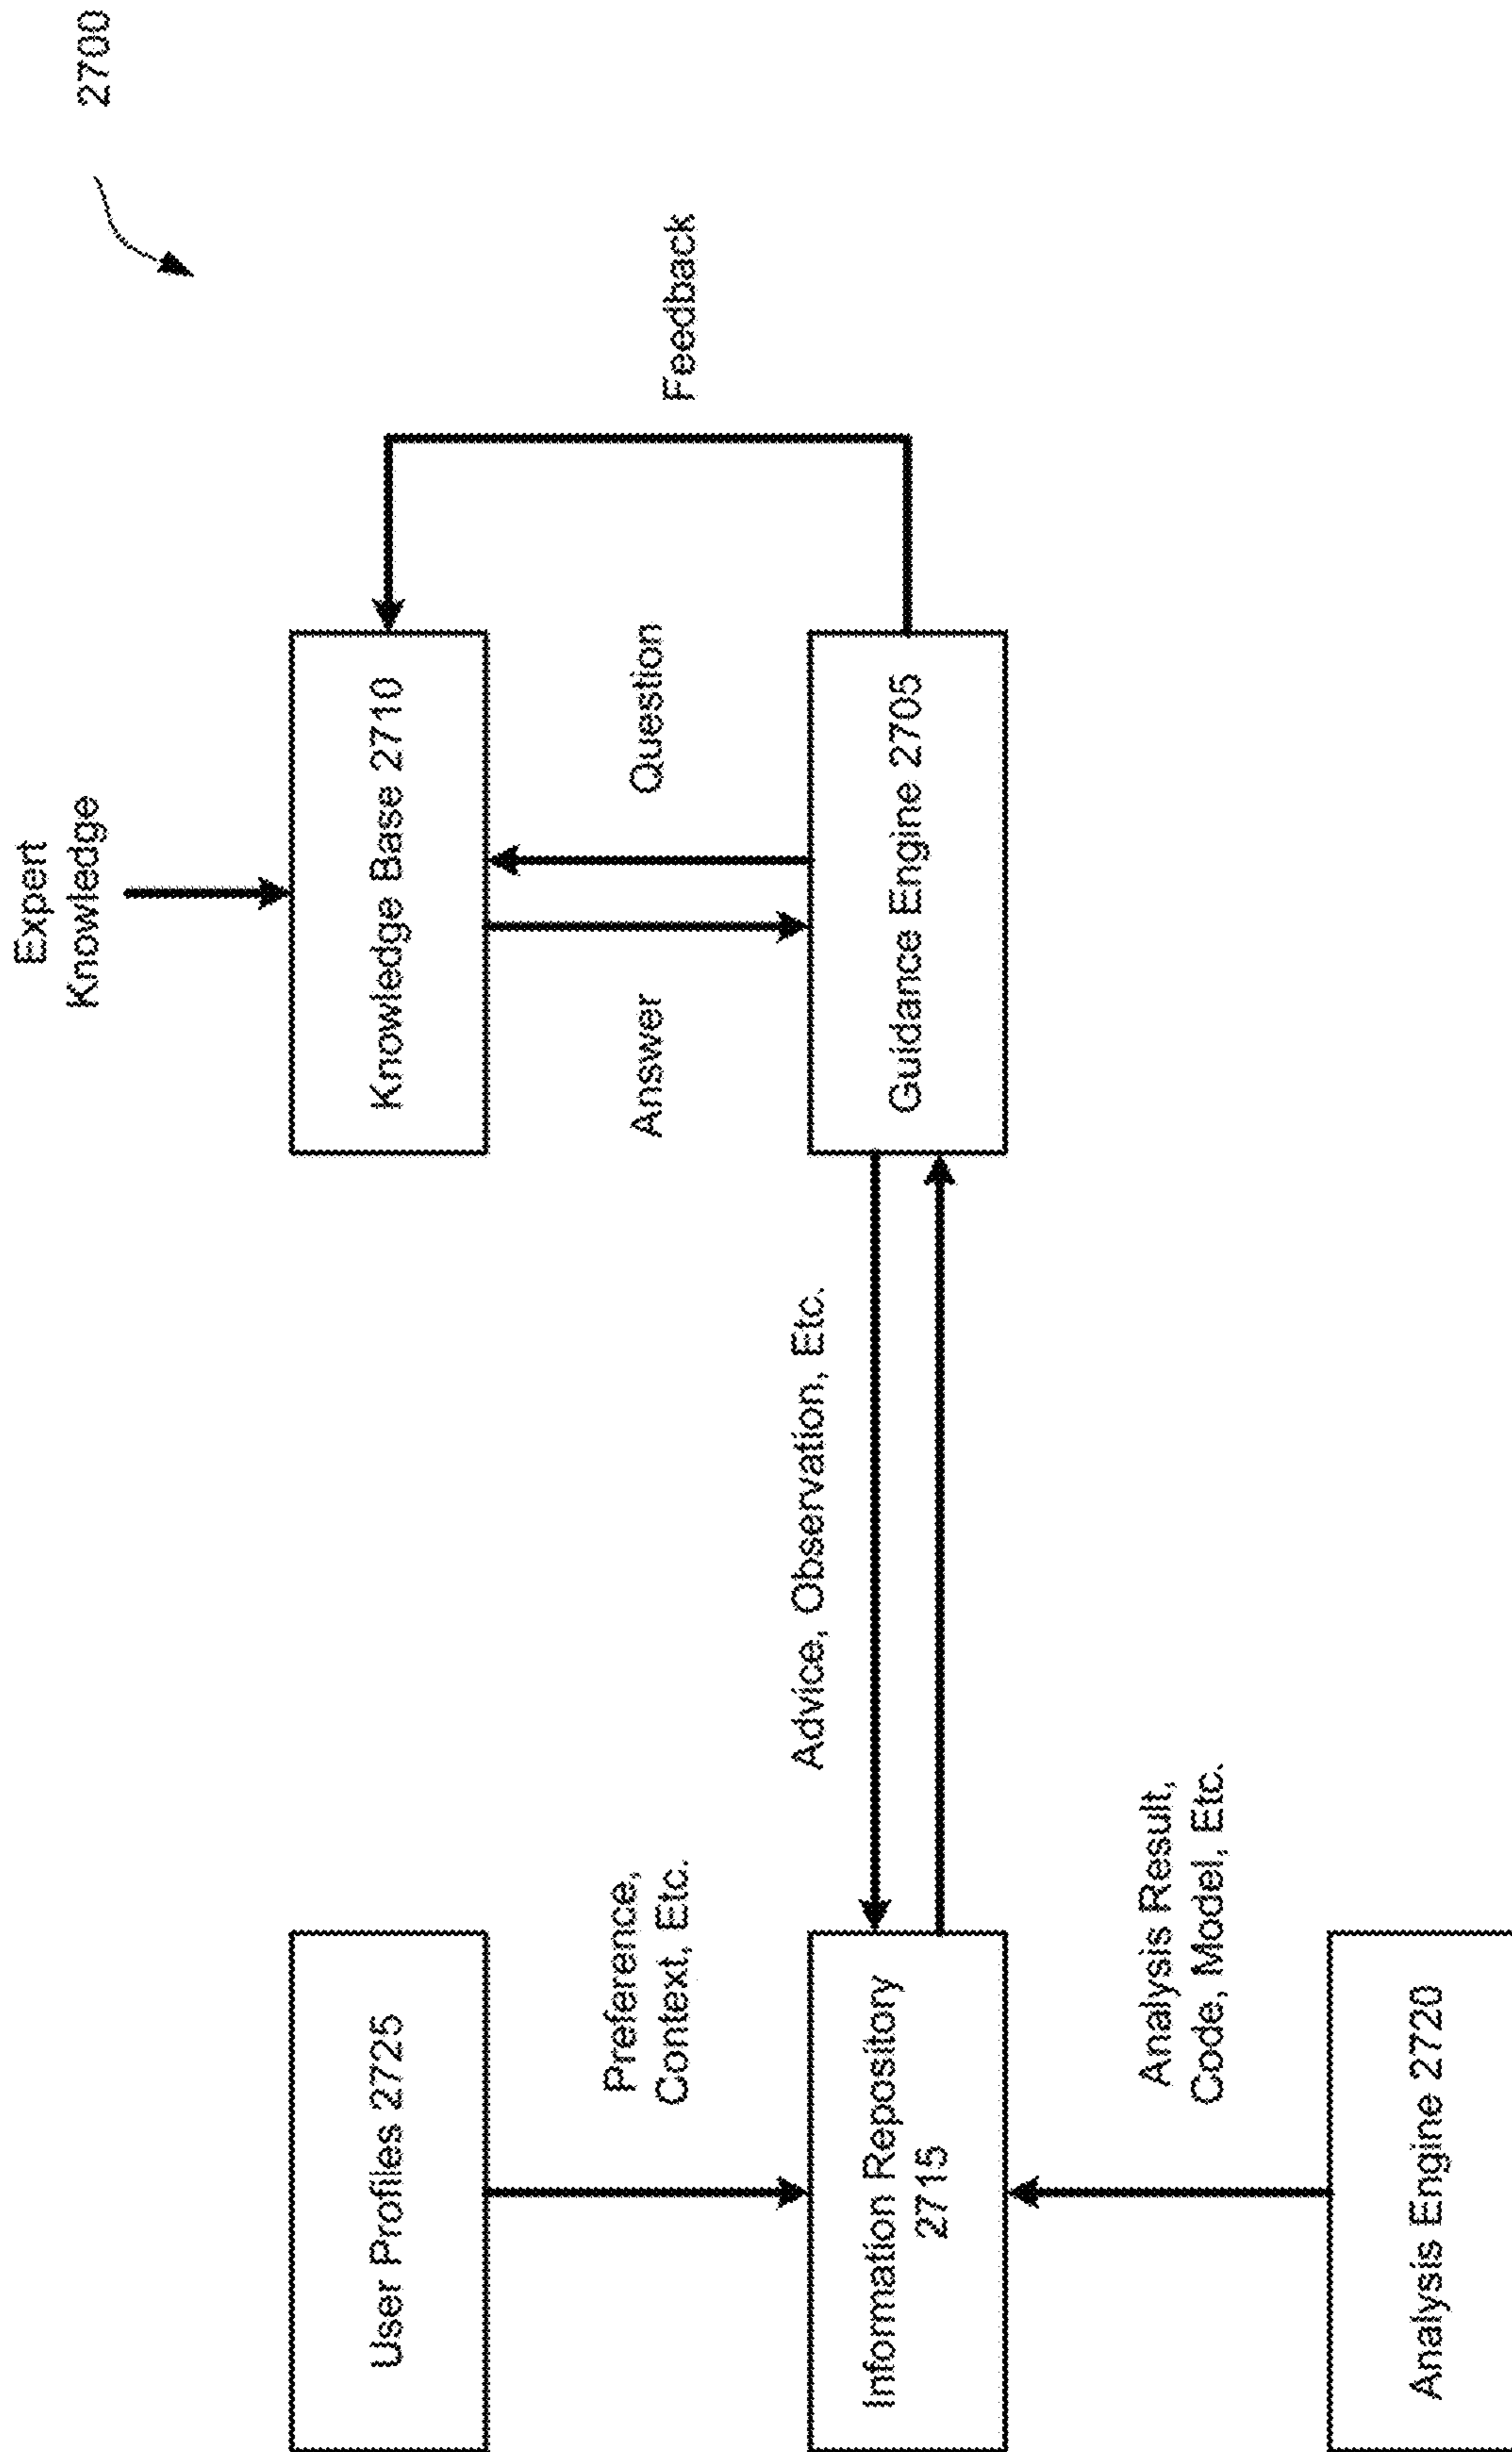 2700
Expert
Knowledge
User Profiles 2725
Knowledge Base 2710
Preference,
Context, Etc.
Answer
Question
Feedback
Advice, Observation, Etc.
Information Repository
2715
Guidance Engine 2705
Analysis Result,
Code, Model, Etc.
Analysis Engine 2720